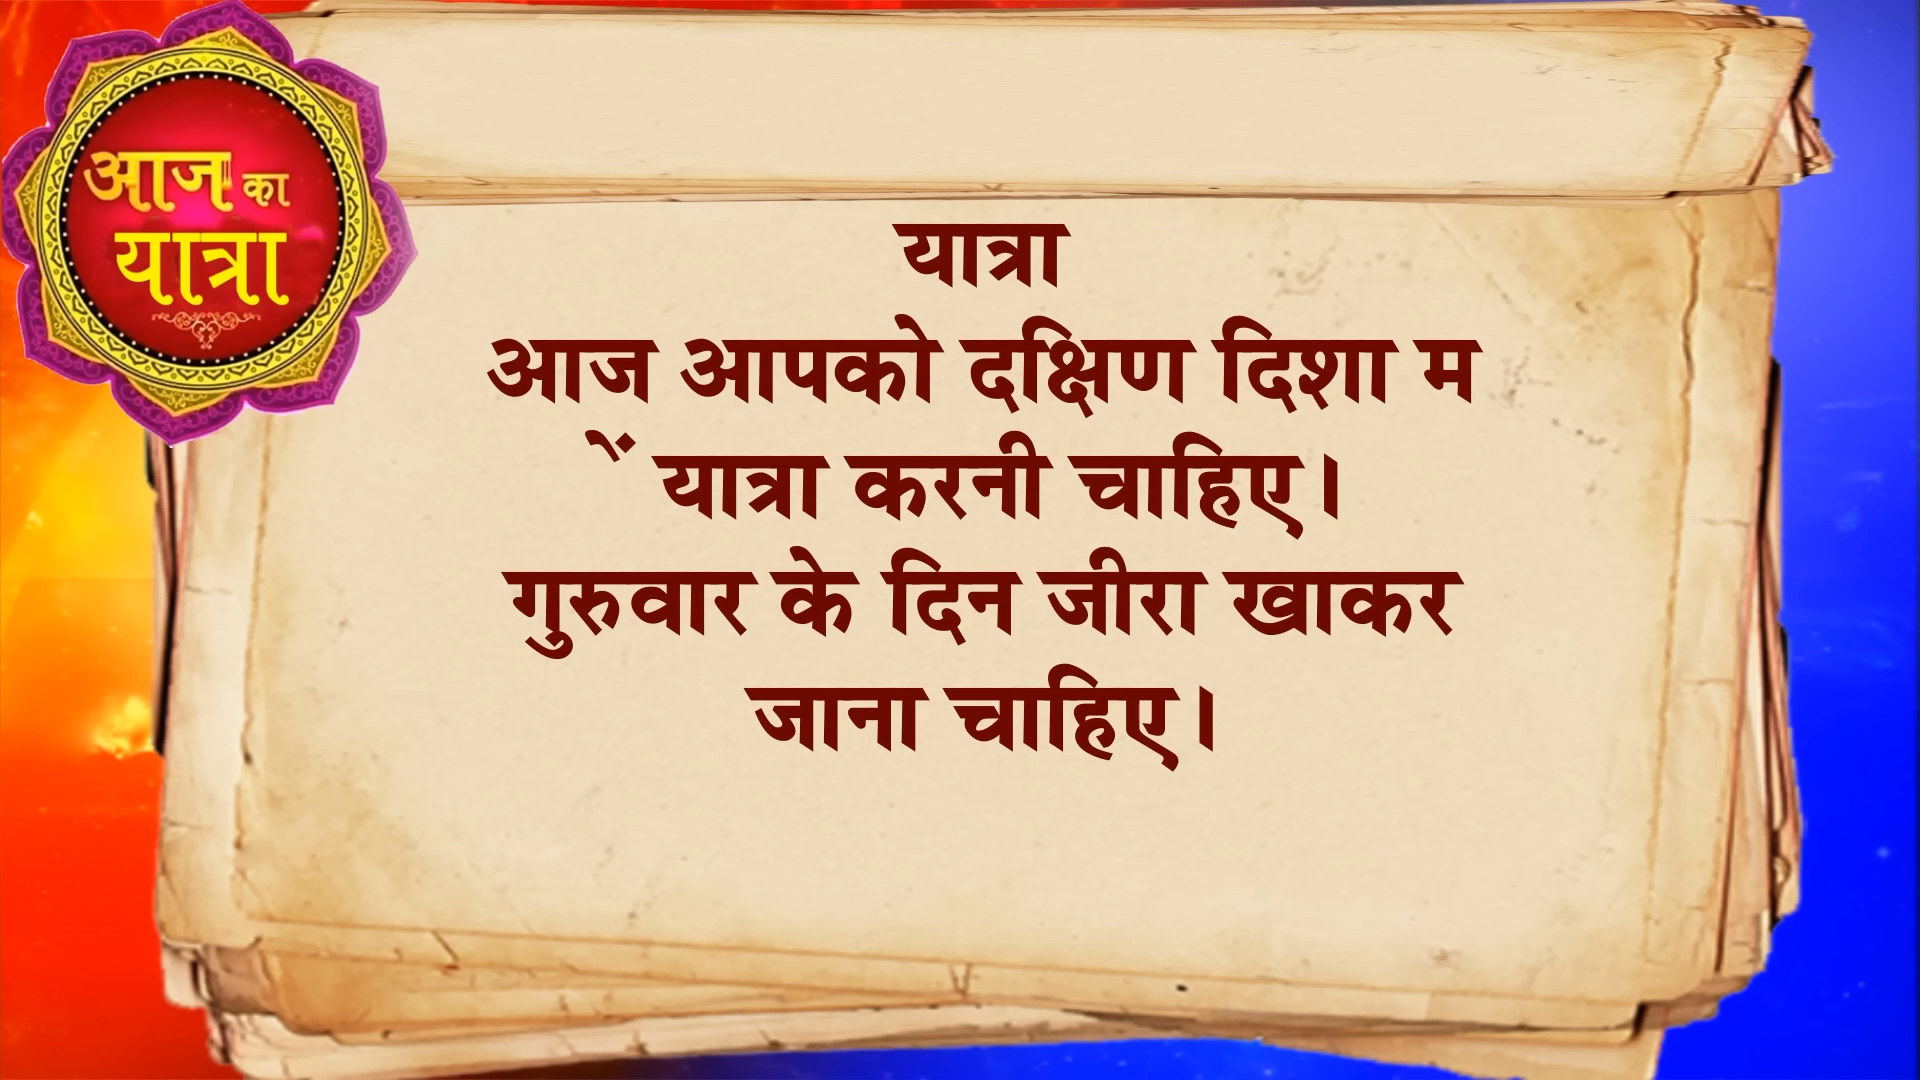 आज का
यात्रा
यात्रा
आज आपको दक्षिण दिशा म
ें यात्रा करनी चाहिए।
गुरुवार के दिन जीरा खाकर
जाना चाहिए।